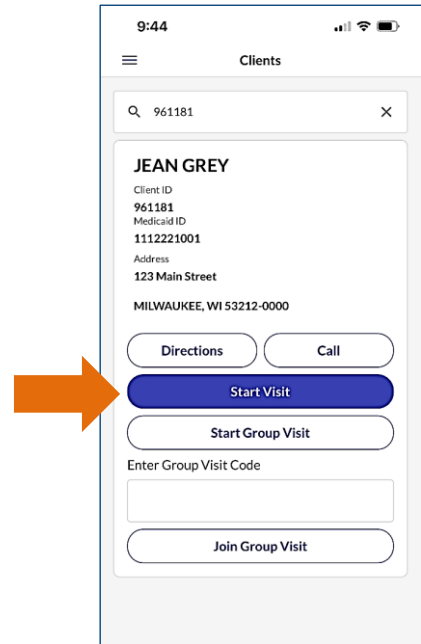 9:44
Clients
961181
JEAN GREY
Client ID
961181
Medicaid ID
1112221001
Address
123 Main Street
MILWAUKEE, WI 53212-0000
Directions Call
Start Visit
Start Group Visit
Enter Group Visit Code
Join Group Visit